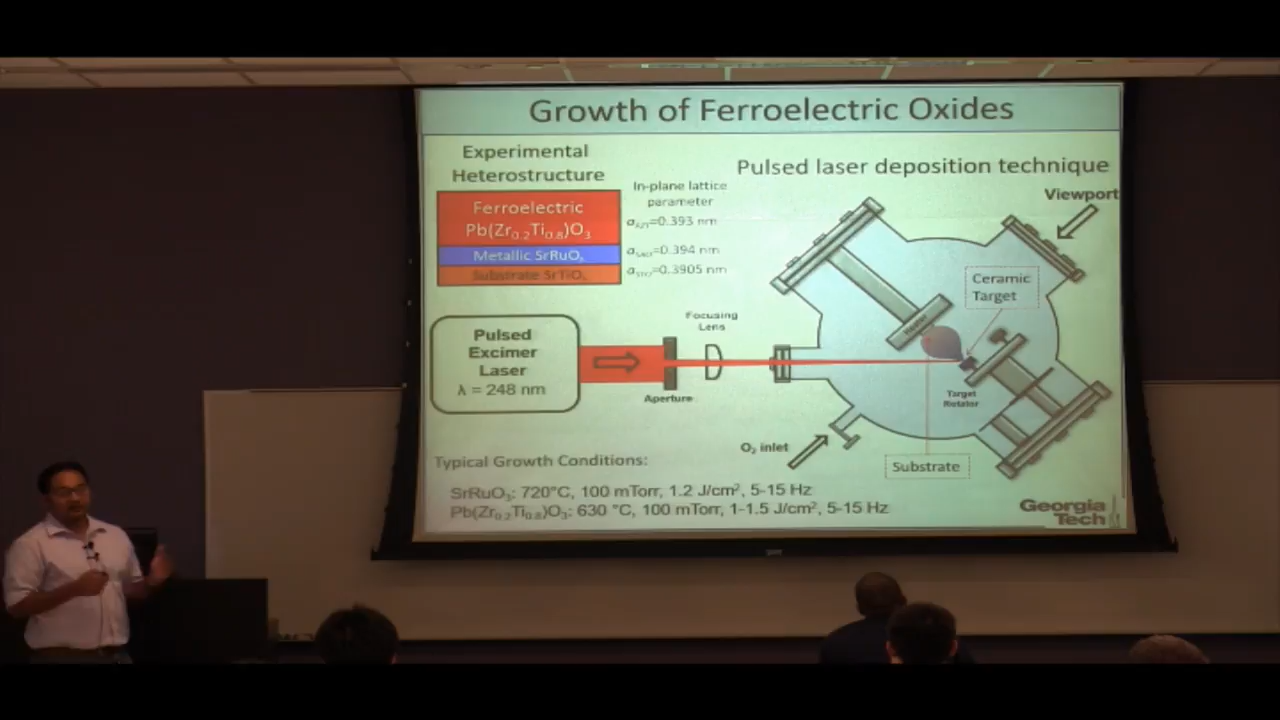 Growth of Ferroelectric Oxides
Experimental
Heterostructure
In-plane lattice
parameter
Ferroelectric
Pb(Zr₀.₂Ti₀.₈)O₃
a_PZT=0.393 nm
Metallic SrRuO₃
a_SRO=0.394 nm
Substrate SrTiO₃
a_STO=0.3905 nm
Pulsed laser deposition technique
Viewport
Ceramic
Target
Heater
Focusing
Lens
Pulsed
Excimer
Laser
λ = 248 nm
Aperture
Target
Rotator
O₂ inlet
Substrate
Typical Growth Conditions:
SrRuO₃: 720°C, 100 mTorr, 1.2 J/cm², 5-15 Hz
Pb(Zr₀.₂Ti₀.₈)O₃: 630 °C, 100 mTorr, 1-1.5 J/cm², 5-15 Hz
Georgia
Tech